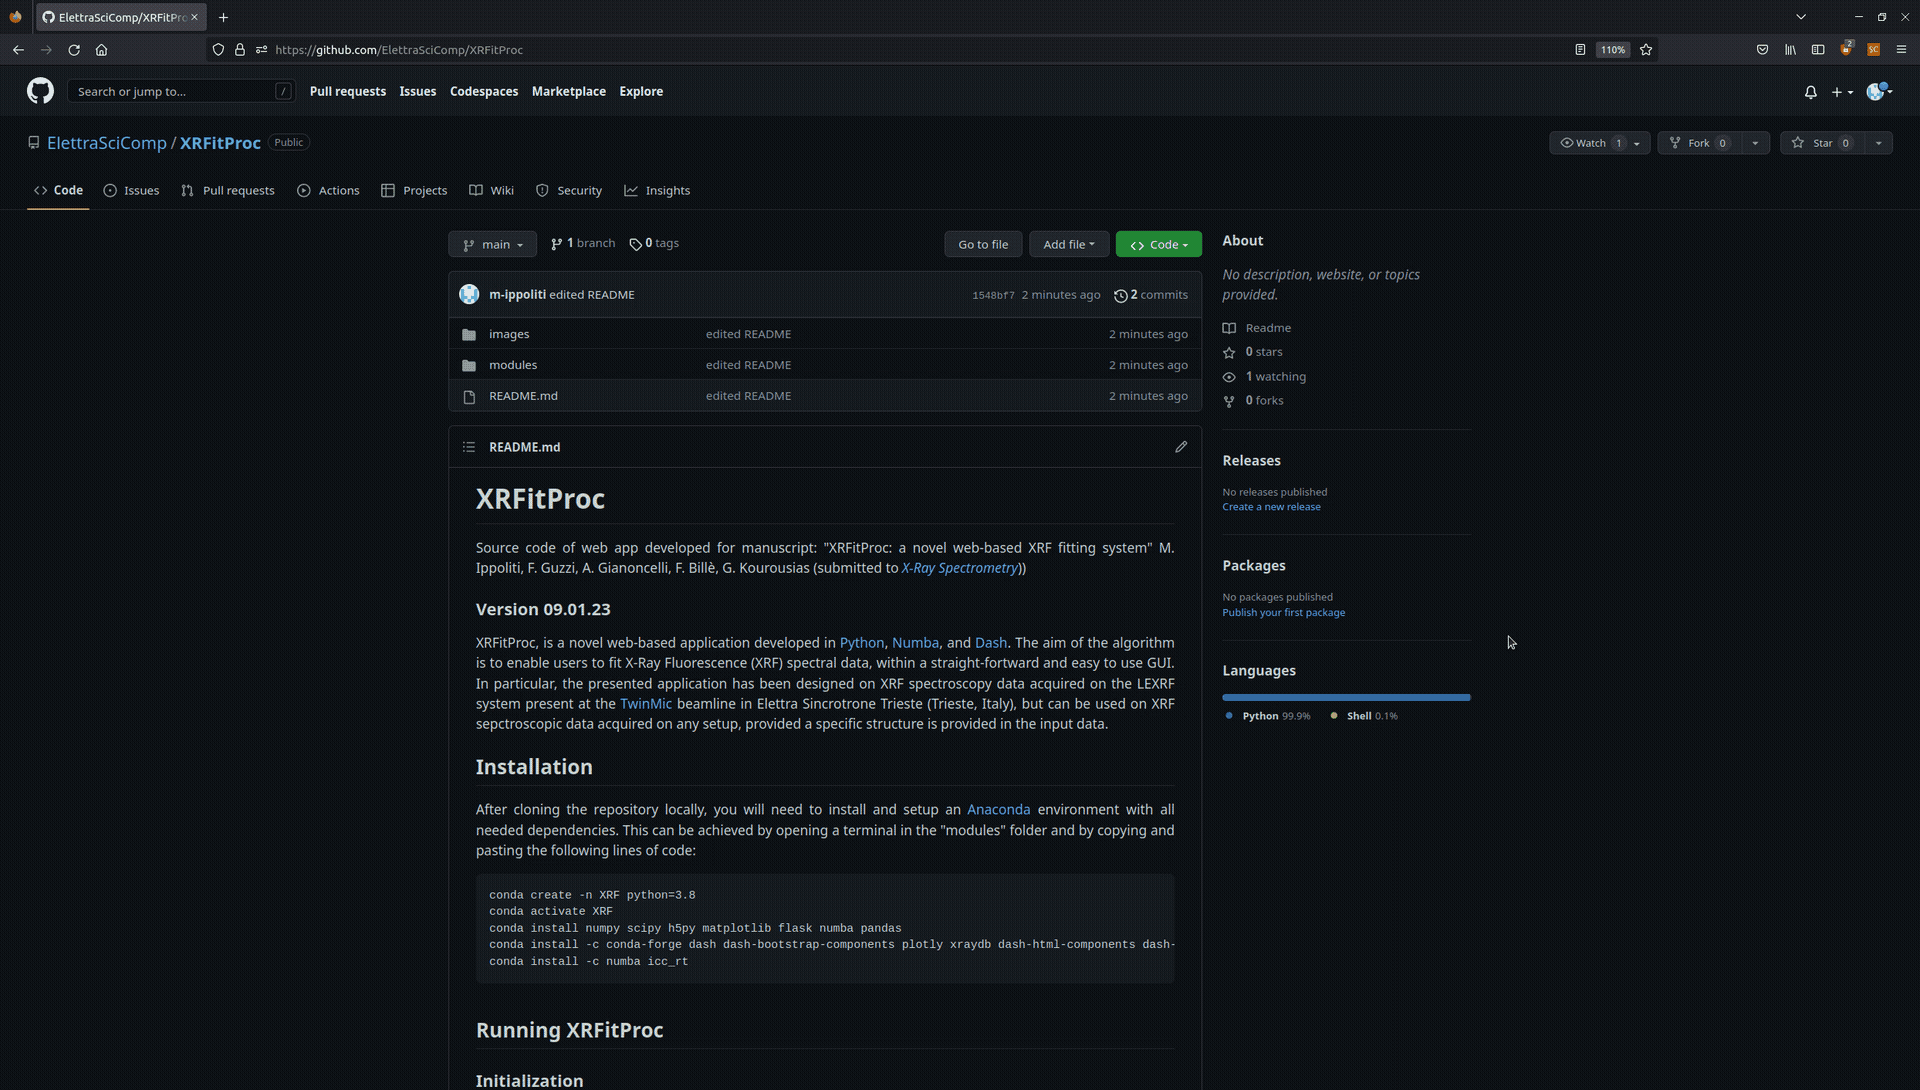 ElettraSciComp/XRFitPro
https://github.com/ElettraSciComp/XRFitProc
110%
2
SC
Search or jump to...
/
Pull requests
Issues
Codespaces
Marketplace
Explore
ElettraSciComp / XRFitProc
Public
Watch 1
Fork 0
Star 0
Code
Issues
Pull requests
Actions
Projects
Wiki
Security
Insights
main
1 branch
0 tags
Go to file
Add file
Code
m-ippoliti edited README
1548bf7 2 minutes ago
2 commits
images
edited README
2 minutes ago
modules
edited README
2 minutes ago
README.md
edited README
2 minutes ago
README.md
XRFitProc
Source code of web app developed for manuscript: "XRFitProc: a novel web-based XRF fitting system" M.
Ippoliti, F. Guzzi, A. Gianoncelli, F. Billè, G. Kourousias (submitted to X-Ray Spectrometry))
Version 09.01.23
XRFitProc, is a novel web-based application developed in Python, Numba, and Dash. The aim of the algorithm
is to enable users to fit X-Ray Fluorescence (XRF) spectral data, within a straight-fortward and easy to use GUI.
In particular, the presented application has been designed on XRF spectroscopy data acquired on the LEXRF
system present at the TwinMic beamline in Elettra Sincrotrone Trieste (Trieste, Italy), but can be used on XRF
sepctroscopic data acquired on any setup, provided a specific structure is provided in the input data.
Installation
After cloning the repository locally, you will need to install and setup an Anaconda environment with all
needed dependencies. This can be achieved by opening a terminal in the "modules" folder and by copying and
pasting the following lines of code:
conda create -n XRF python=3.8
conda activate XRF
conda install numpy scipy h5py matplotlib flask numba pandas
conda install -c conda-forge dash dash-bootstrap-components plotly xraydb dash-html-components dash-
conda install -c numba icc_rt
Running XRFitProc
Initialization
About
No description, website, or topics
provided.
Readme
0 stars
1 watching
0 forks
Releases
No releases published
Create a new release
Packages
No packages published
Publish your first package
Languages
Python 99.9%
Shell 0.1%